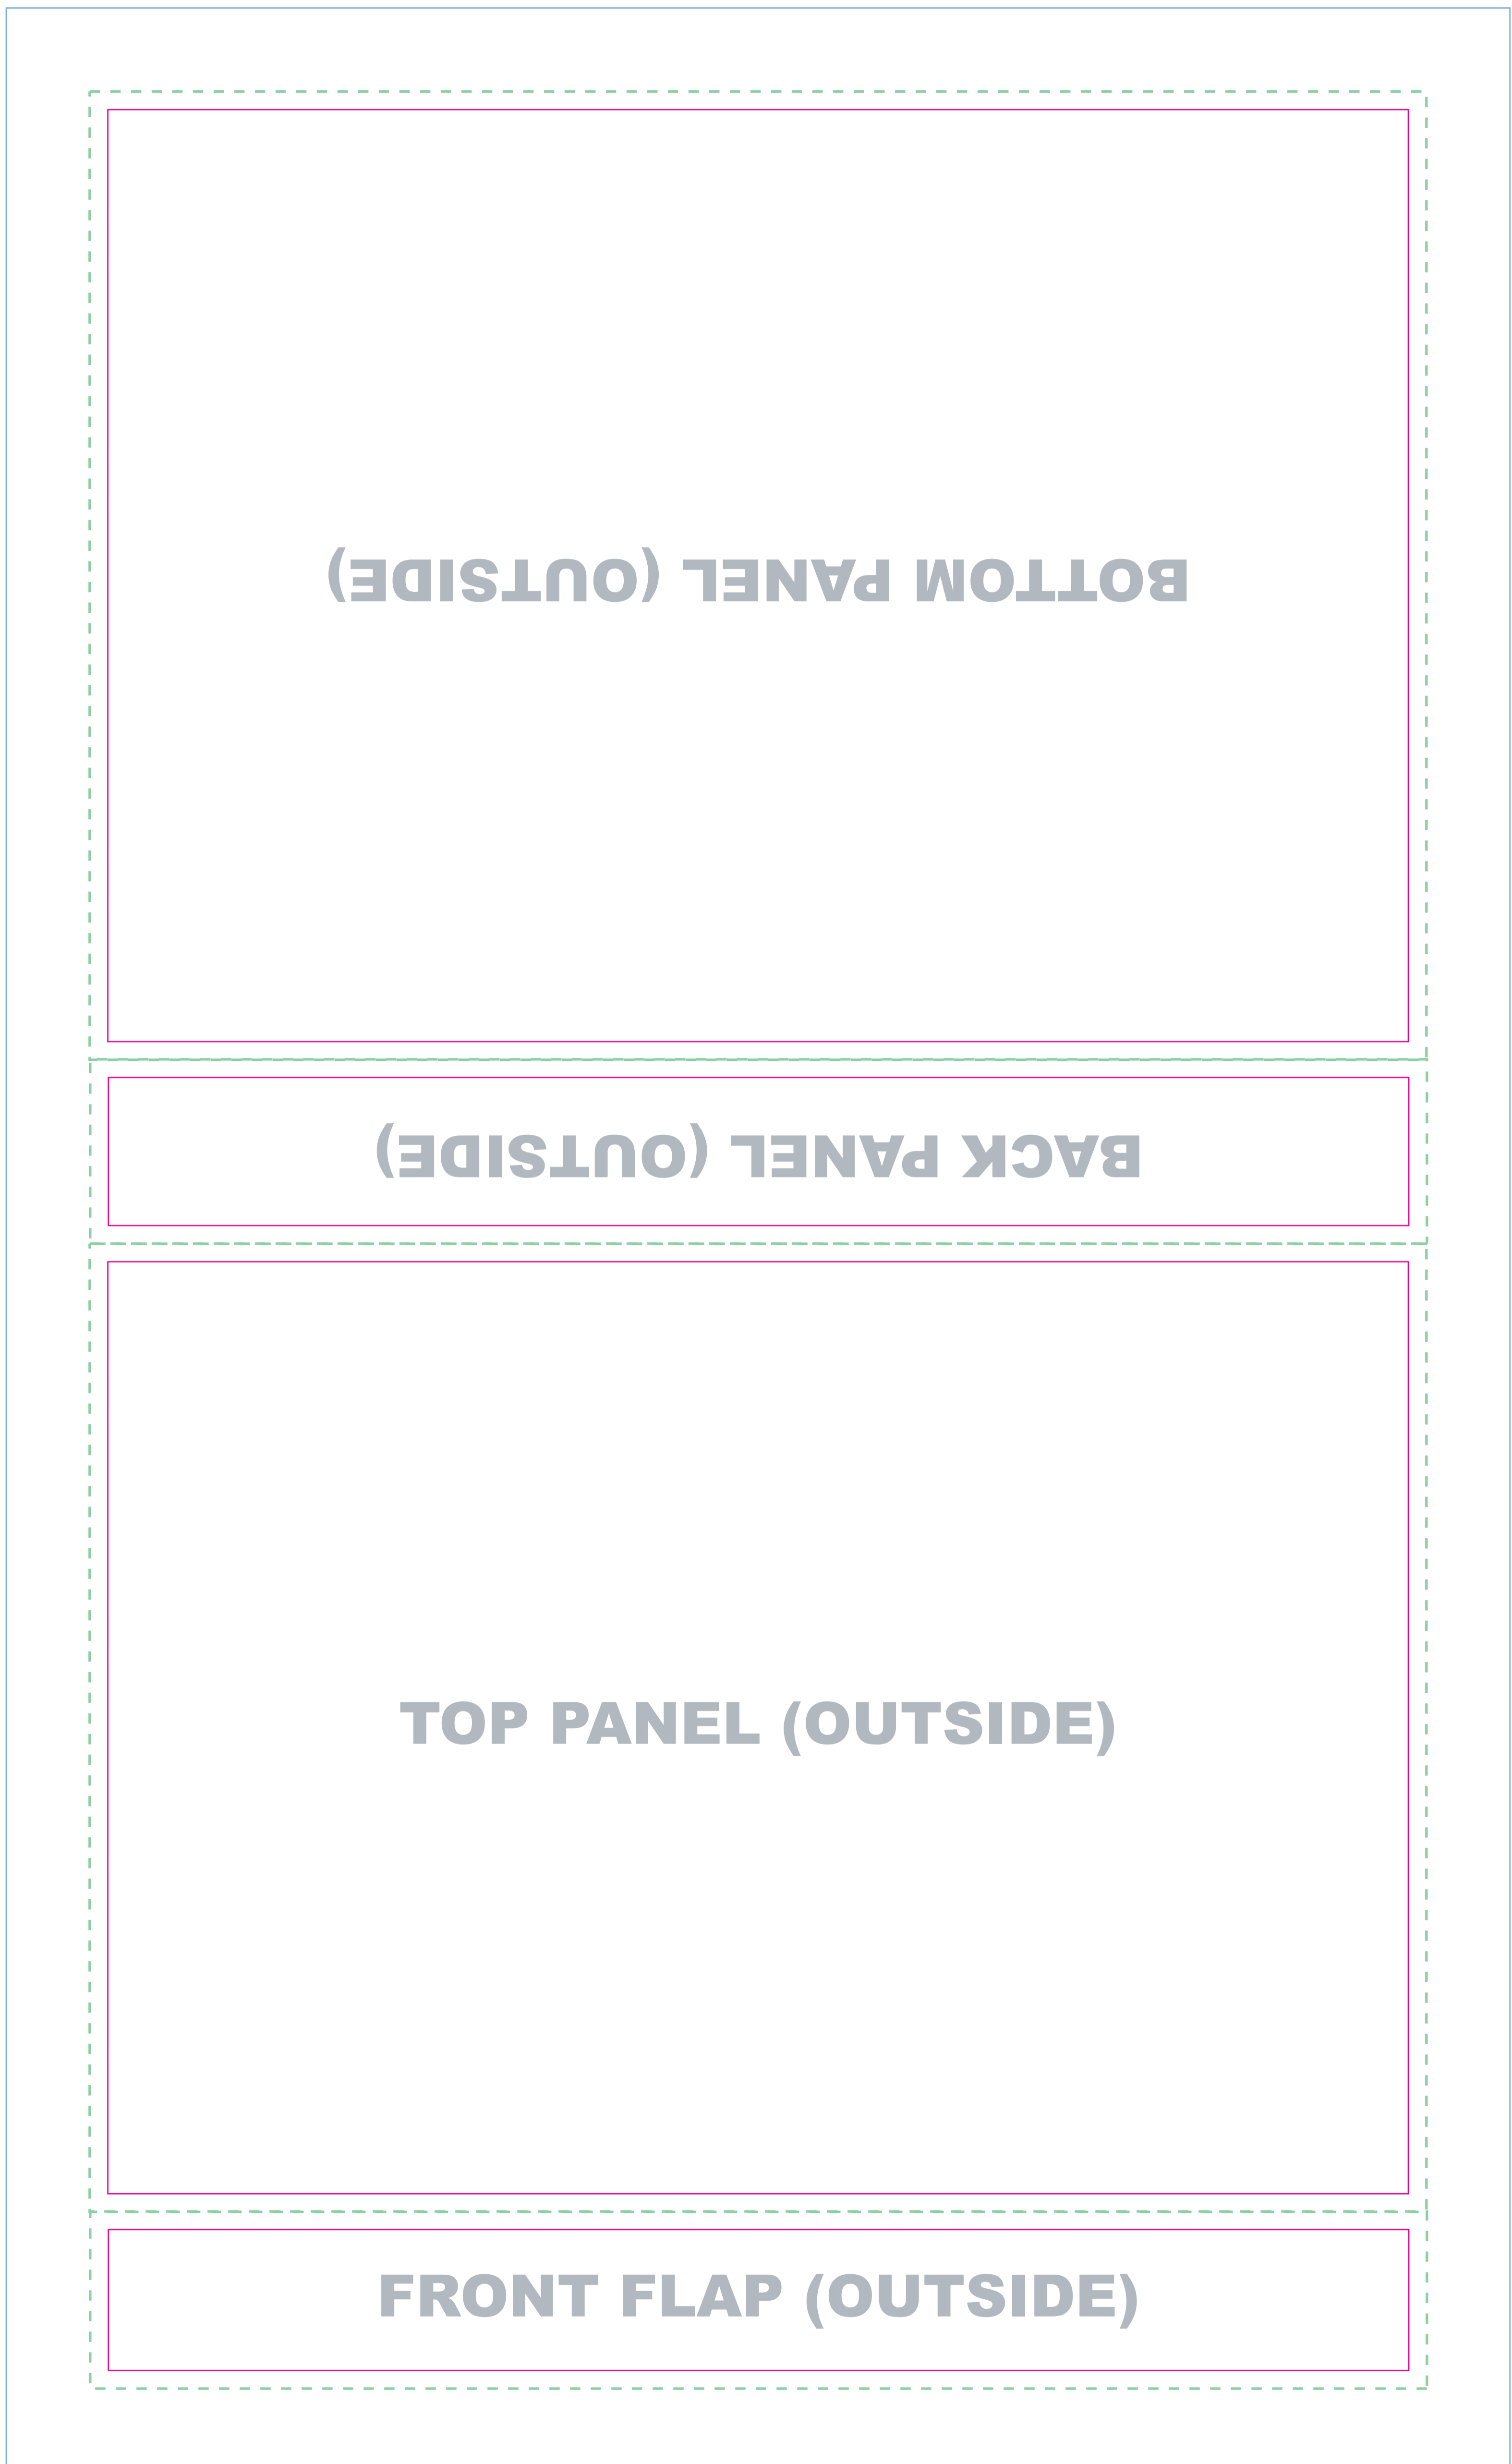 BOTTOM PANEL (OUTSIDE)
BACK PANEL (OUTSIDE)
TOP PANEL (OUTSIDE)
FRONT FLAP (OUTSIDE)